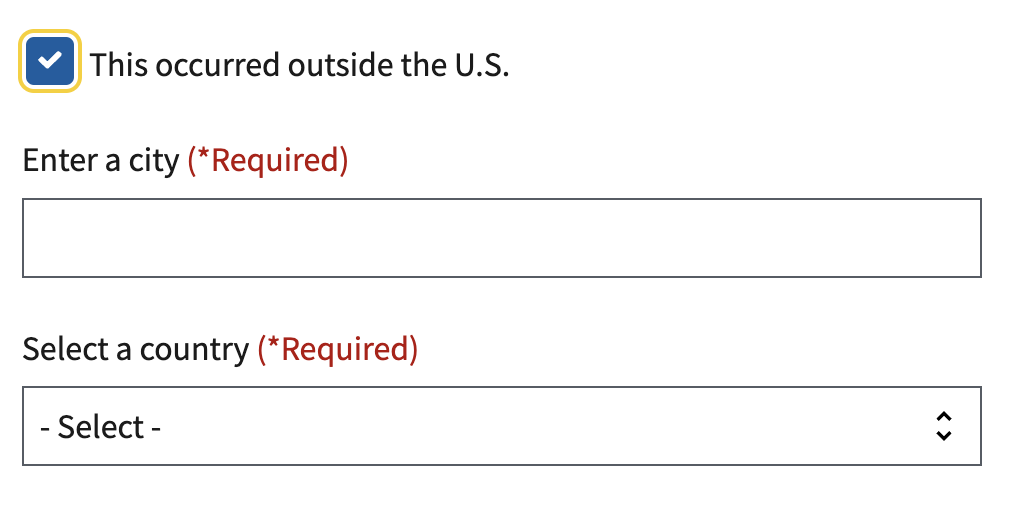 This occurred outside the U.S.
Enter a city (*Required)
Select a country (*Required)
- Select -